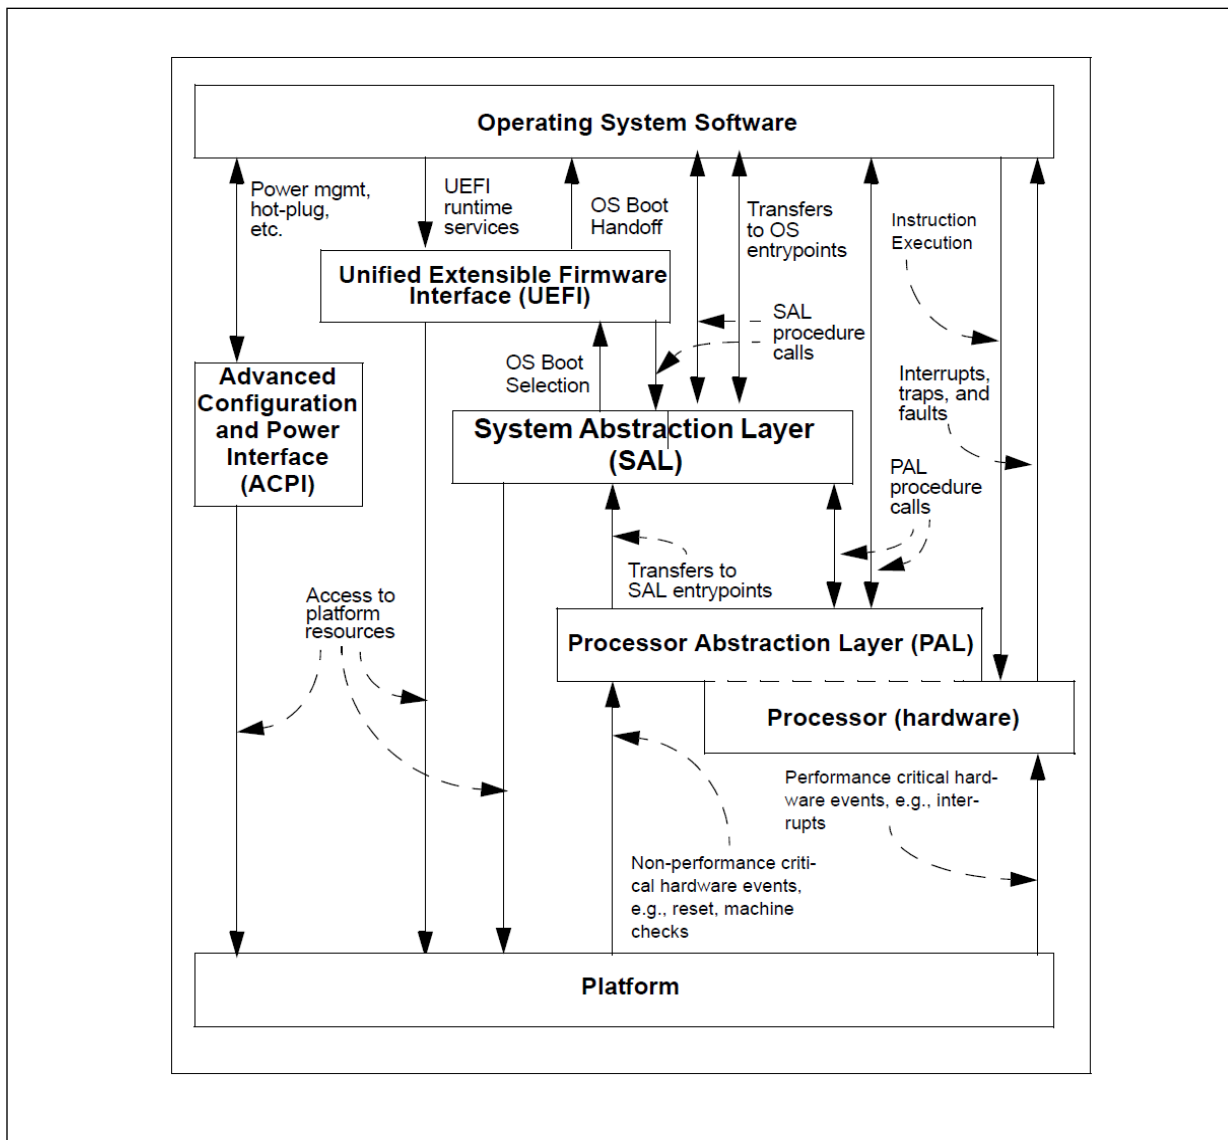 Operating System Software
Power mgmt,
hot-plug,
etc.
UEFI
runtime
services
OS Boot
Handoff
Transfers
to OS
entrypoints
Instruction
Execution
Unified Extensible Firmware
Interface (UEFI)
SAL
procedure
calls
OS Boot
Selection
Interrupts,
traps, and
faults
Advanced
Configuration
and Power
Interface
(ACPI)
System Abstraction Layer
(SAL)
PAL
procedure
calls
Transfers to
SAL entrypoints
Access to
platform
resources
Processor Abstraction Layer (PAL)
Processor (hardware)
Performance critical hard-
ware events, e.g., inter-
rupts
Non-performance criti-
cal hardware events,
e.g., reset, machine
checks
Platform